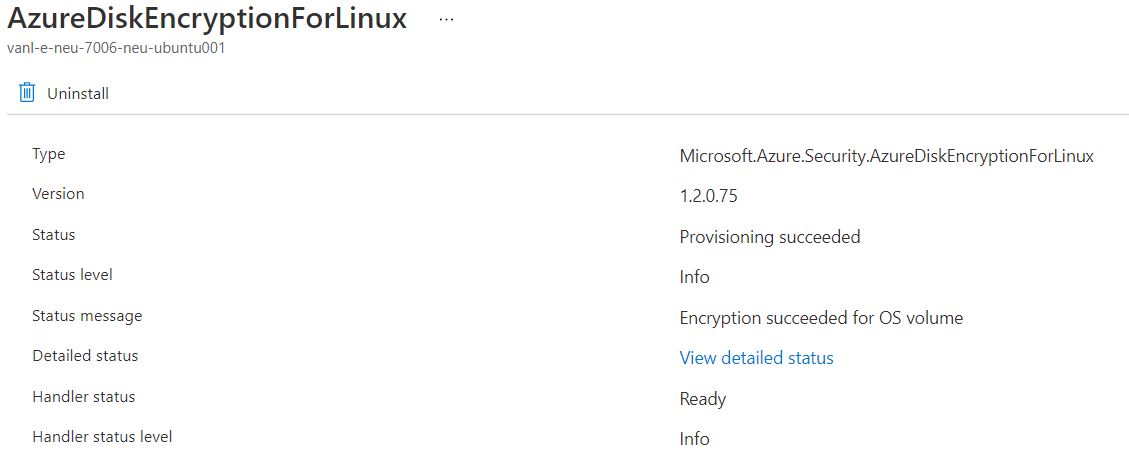 AzureDiskEncryptionForLinux ...
vanl-e-neu-7006-neu-ubuntu001
Uninstall
Type Microsoft.Azure.Security.AzureDiskEncryptionForLinux
Version 1.2.0.75
Status Provisioning succeeded
Status level Info
Status message Encryption succeeded for OS volume
Detailed status View detailed status
Handler status Ready
Handler status level Info